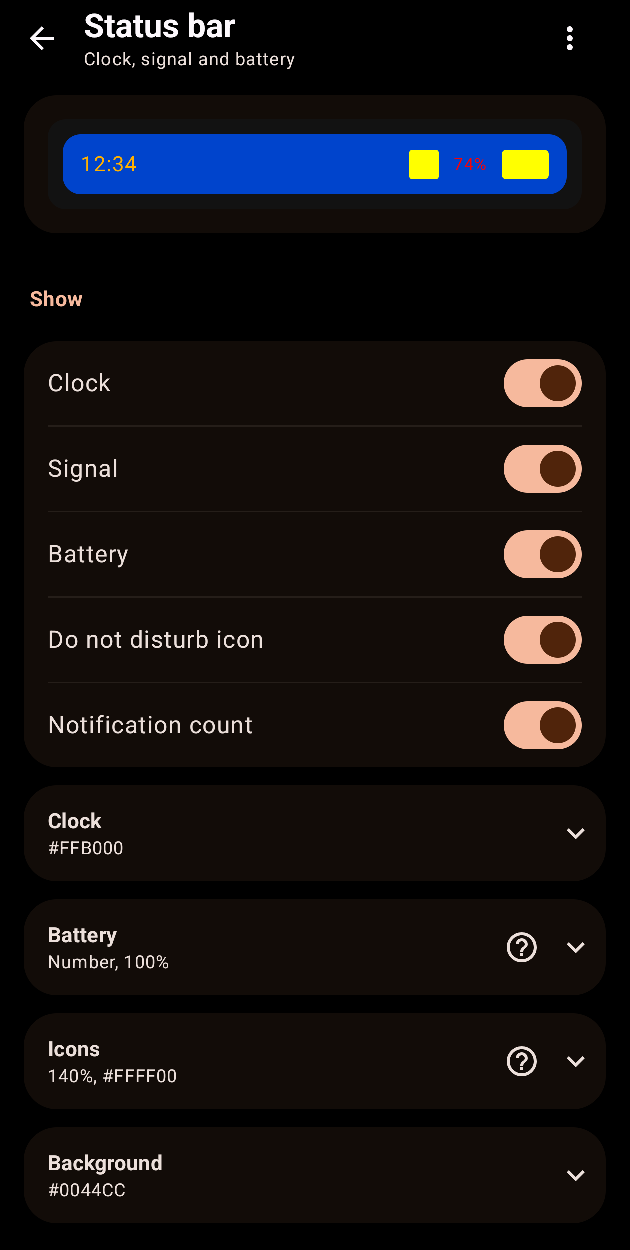 Status bar
Clock, signal and battery
12:34 74%
Show
Clock
Signal
Battery
Do not disturb icon
Notification count
Clock
#FFB000
Battery
Number, 100%
Icons
140%, #FFFF00
Background
#0044CC